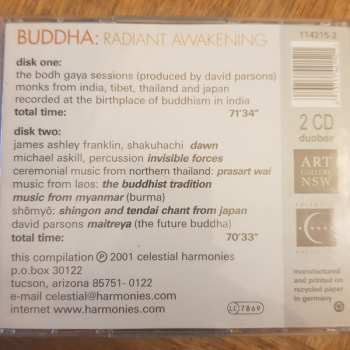 BUDDHA: RADIANT AWAKENING
disk one:
the bodh gaya sessions (produced by david parsons)
monks from india, tibet, thailand and japan
recorded at the birthplace of buddhism in india
total time: 71'34"
disk two:
james ashley franklin, shakuhachi dawn
michael askill, percussion invisible forces
ceremonial music from northern thailand: prasart wai
music from laos: the buddhist tradition
music from myanmar (burma)
shōmyō: shingon and tendai chant from japan
david parsons maitreya (the future buddha)
total time: 70'33"
this compilation Ⓟ 2001 celestial harmonies
p.o.box 30122
tucson, arizona 85751- 0122
e-mail celestial@harmonies.com
internet www.harmonies.com
LC 7869
114215-2
2 CD
duobox
ART
GALLERY
NSW
manufactured
and printed on
recycled paper
in germany